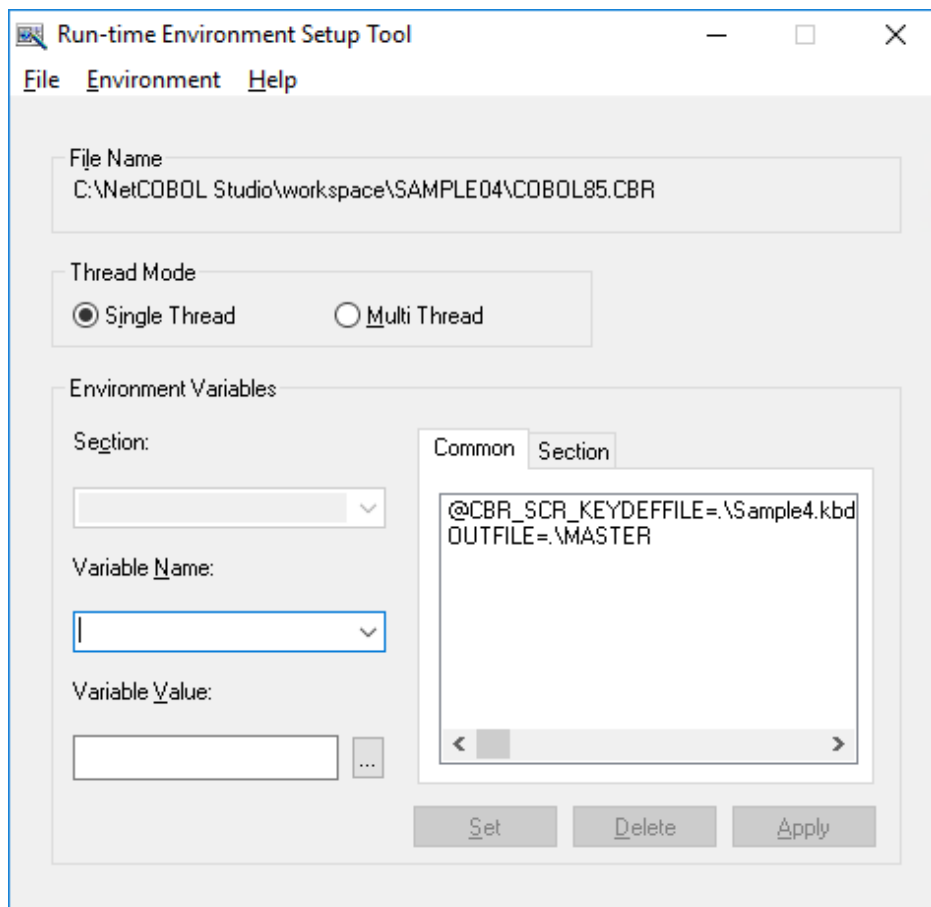 Run-time Environment Setup Tool
File Environment Help
File Name
C:\NetCOBOL Studio\workspace\SAMPLE04\COBOL85.CBR
Thread Mode
Single Thread Multi Thread
Environment Variables
Section:
Common Section
@CBR_SCR_KEYDEFFILE=.\Sample4.kbd
OUTFILE=.\MASTER
Variable Name:
Variable Value:
...
Set Delete Apply